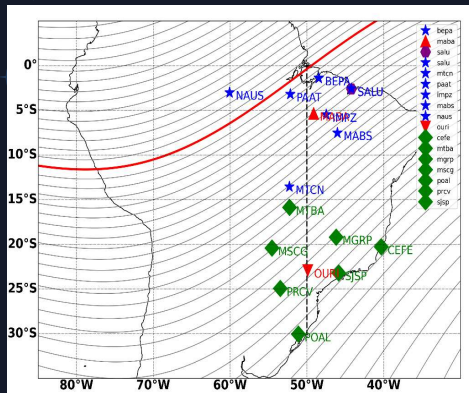 bepa
maba
salu
salu
mtcn
paat
impz
mabs
naus
ouri
cefe
mtba
mgrp
mscg
poal
prcv
sjsp
0°
5°S
10°S
15°S
20°S
25°S
30°S
BEPA
NAUS
PAAT
SALU
IMPZ
MABS
MTCN
MTBA
MGRP
MSCG
CEFE
OURI
SJSP
PRCV
POAL
80°W
70°W
60°W
50°W
40°W